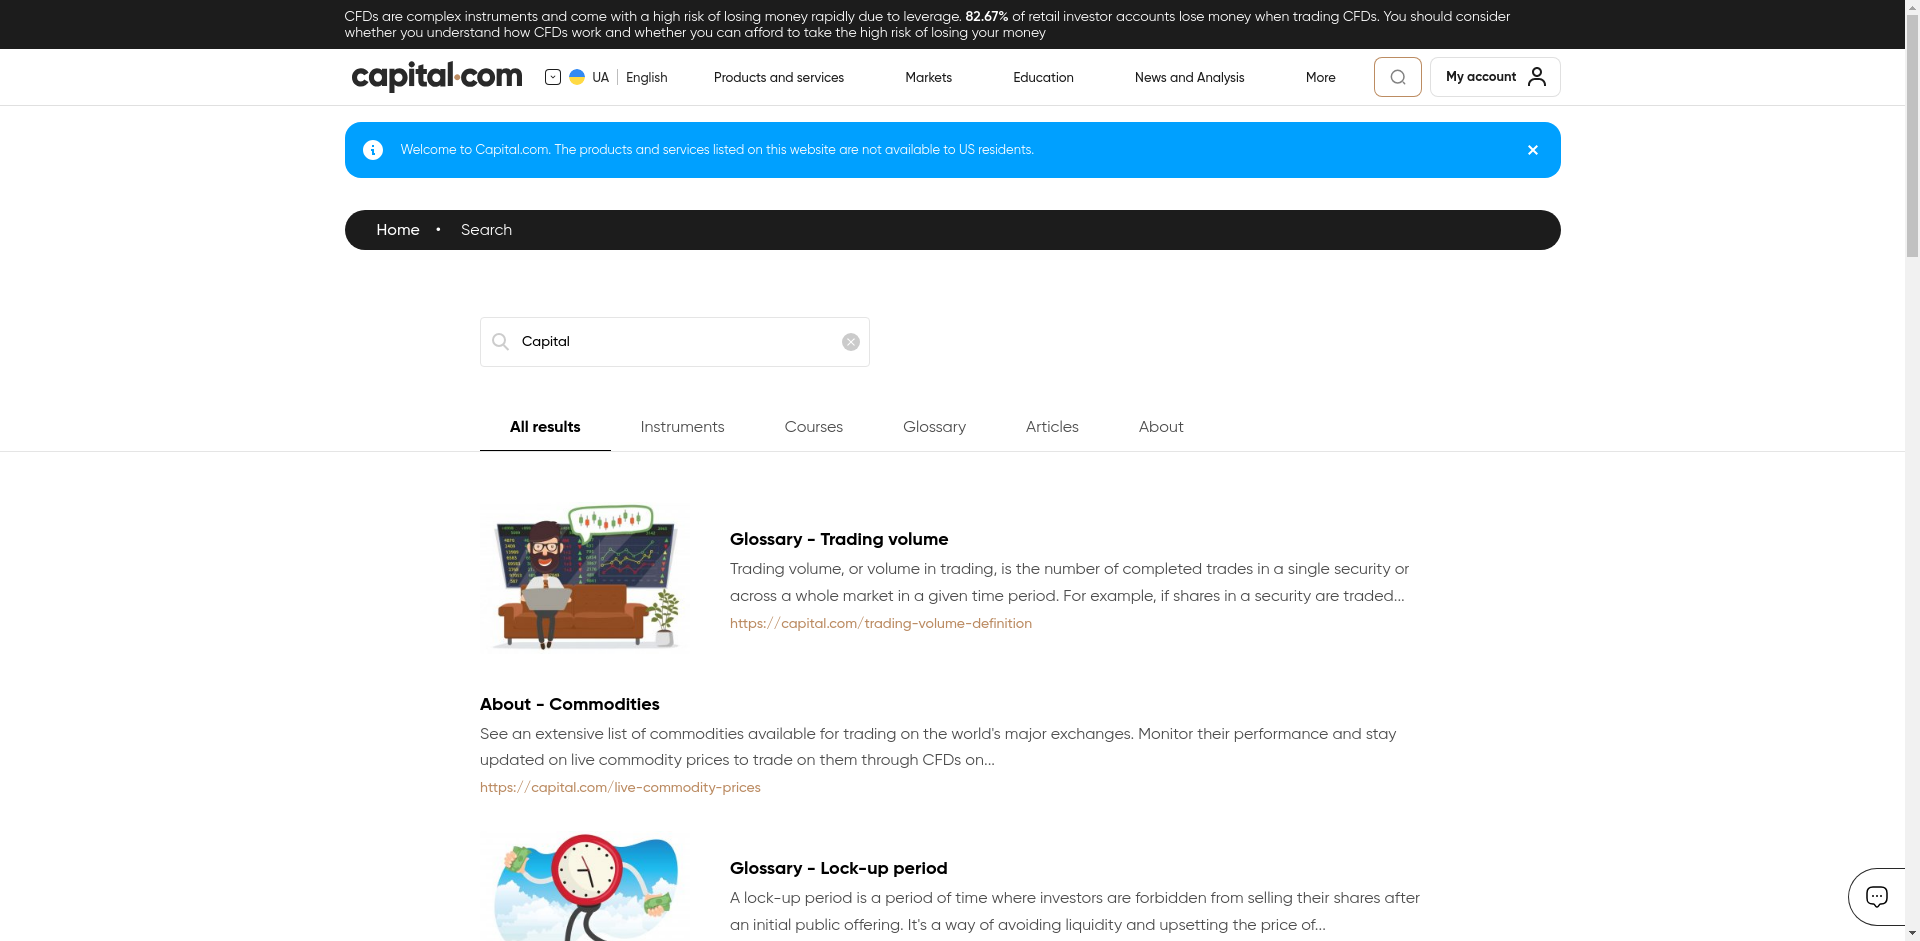 CFDs are complex instruments and come with a high risk of losing money rapidly due to leverage. 82.67% of retail investor accounts lose money when trading CFDs. You should consider
whether you understand how CFDs work and whether you can afford to take the high risk of losing your money
capital.com
UA English Products and services Markets Education News and Analysis More My account
Welcome to Capital.com. The products and services listed on this website are not available to US residents.
Home • Search
Capital
All results Instruments Courses Glossary Articles About
Glossary - Trading volume
Trading volume, or volume in trading, is the number of completed trades in a single security or
across a whole market in a given time period. For example, if shares in a security are traded...
https://capital.com/trading-volume-definition
About - Commodities
See an extensive list of commodities available for trading on the world's major exchanges. Monitor their performance and stay
updated on live commodity prices to trade on them through CFDs on...
https://capital.com/live-commodity-prices
Glossary - Lock-up period
A lock-up period is a period of time where investors are forbidden from selling their shares after
an initial public offering. It's a way of avoiding liquidity and upsetting the price of...